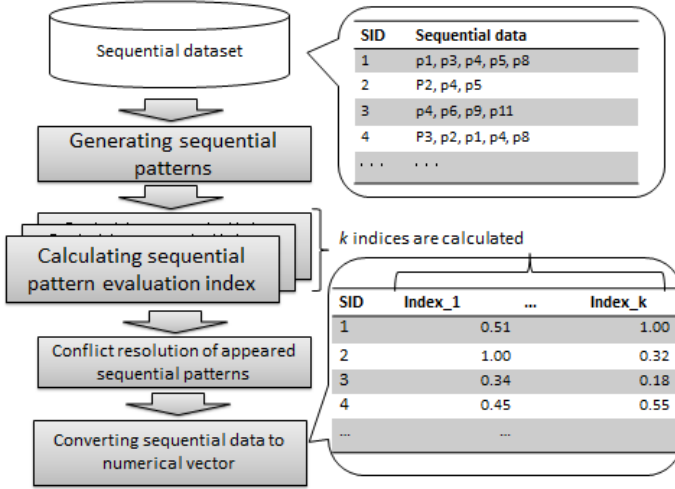 Sequential dataset
SID Sequential data
1 p1, p3, p4, p5, p8
2 P2, p4, p5
3 p4, p6, p9, p11
4 P3, p2, p1, p4, p8
. . . . . .
Generating sequential
patterns
k indices are calculated
Calculating sequential
pattern evaluation index
SID Index_1 ... Index_k
1 0.51 1.00
2 1.00 0.32
3 0.34 0.18
4 0.45 0.55
... ...
Conflict resolution of appeared
sequential patterns
Converting sequential data to
numerical vector